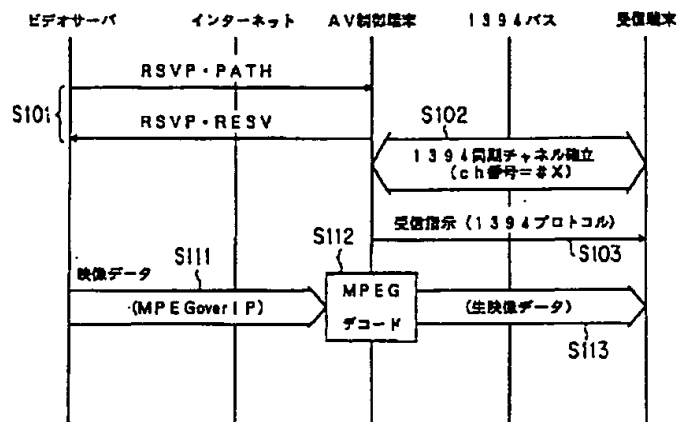 ビデオサーバ インターネット AV制御端末 1394バス 受信端末
RSVP・PATH
S101
S102
RSVP・RESV
1394同期チャネル確立
(ch番号=#X)
受信指示(1394プロトコル)
S103
S112
S111
映像データ
MPEG
(MPEGoverIP)
(生映像データ)
デコード
S113